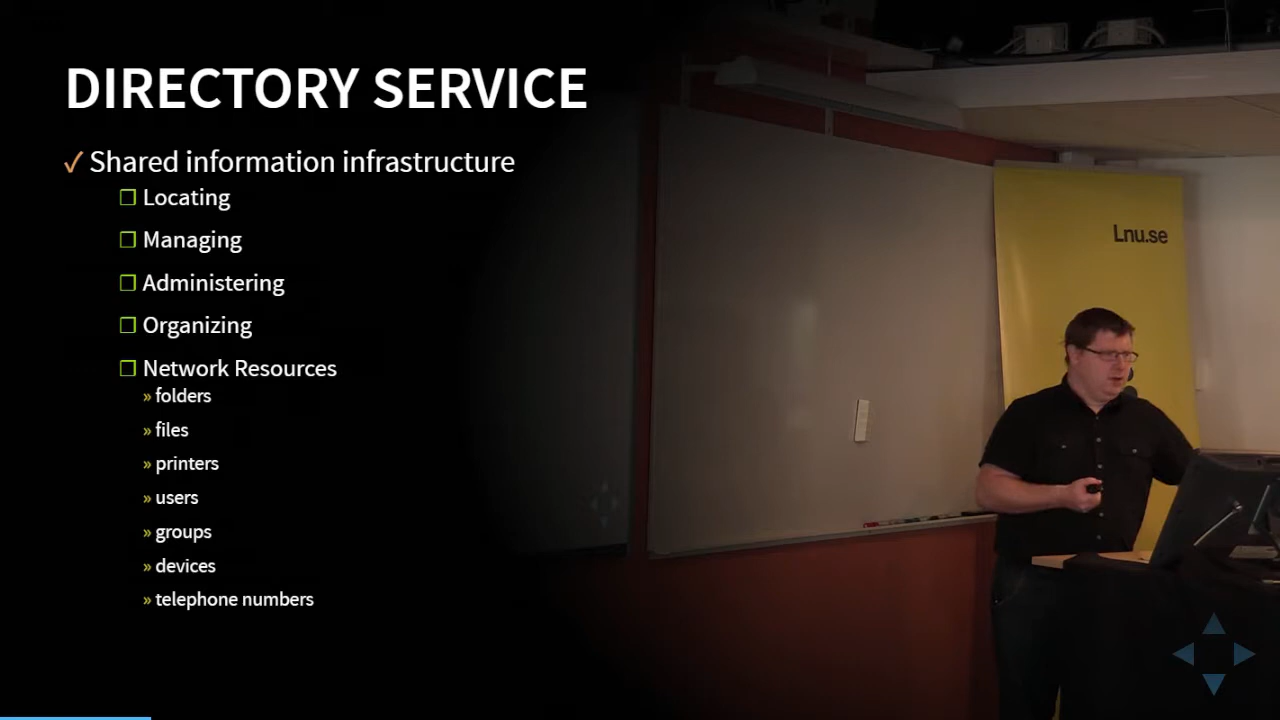 DIRECTORY SERVICE
✓ Shared information infrastructure
❐ Locating
❐ Managing
❐ Administering
❐ Organizing
❐ Network Resources
» folders
» files
» printers
» users
» groups
» devices
» telephone numbers
Lnu.se